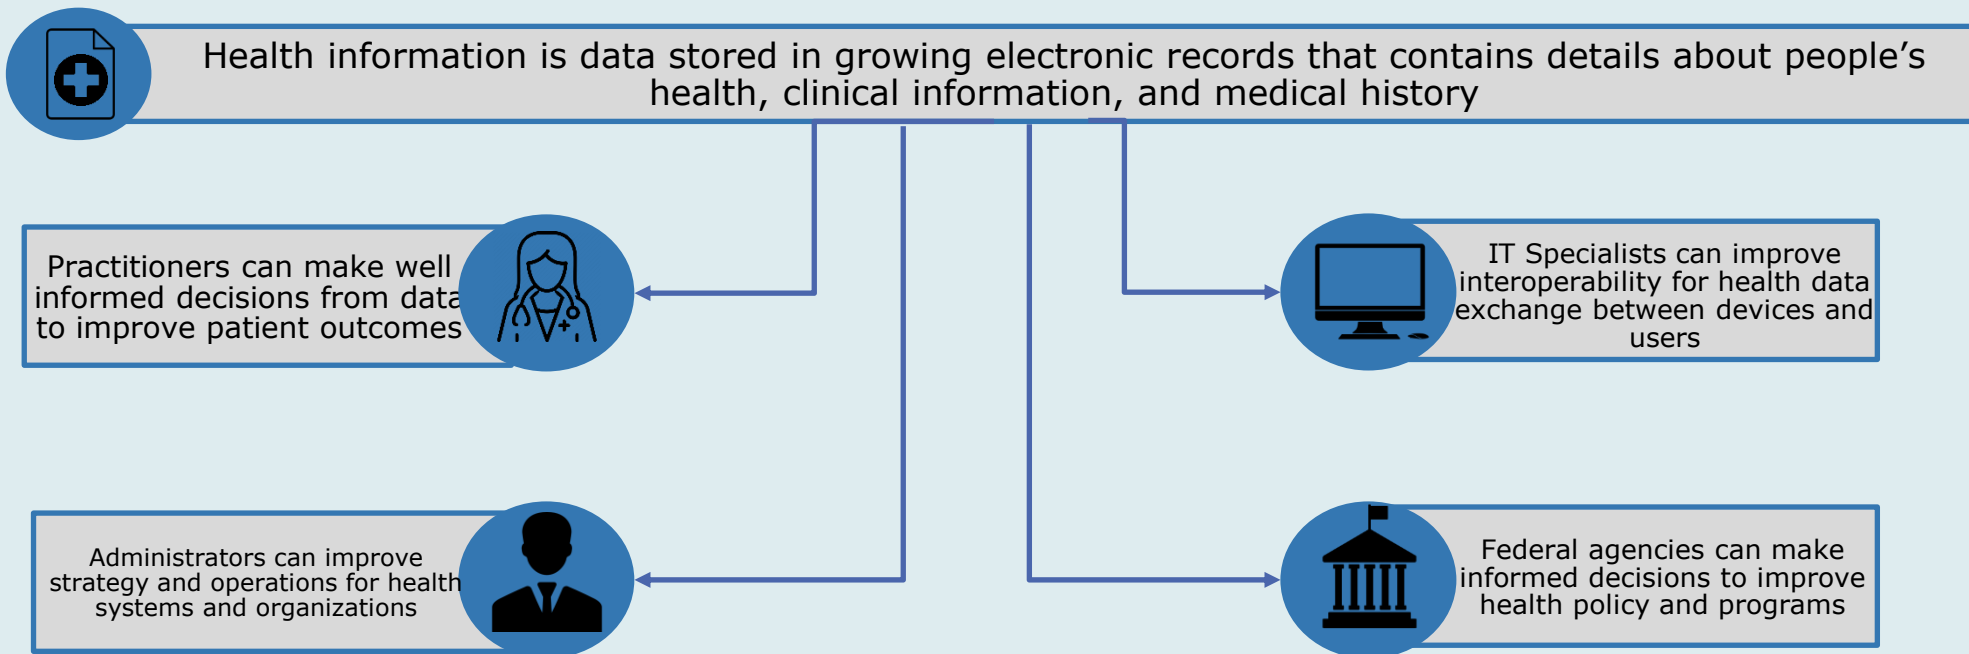 Health information is data stored in growing electronic records that contains details about people’s
health, clinical information, and medical history
Practitioners can make well
informed decisions from data
to improve patient outcomes
IT Specialists can improve
interoperability for health data
exchange between devices and
users
Administrators can improve
strategy and operations for health
systems and organizations
Federal agencies can make
informed decisions to improve
health policy and programs